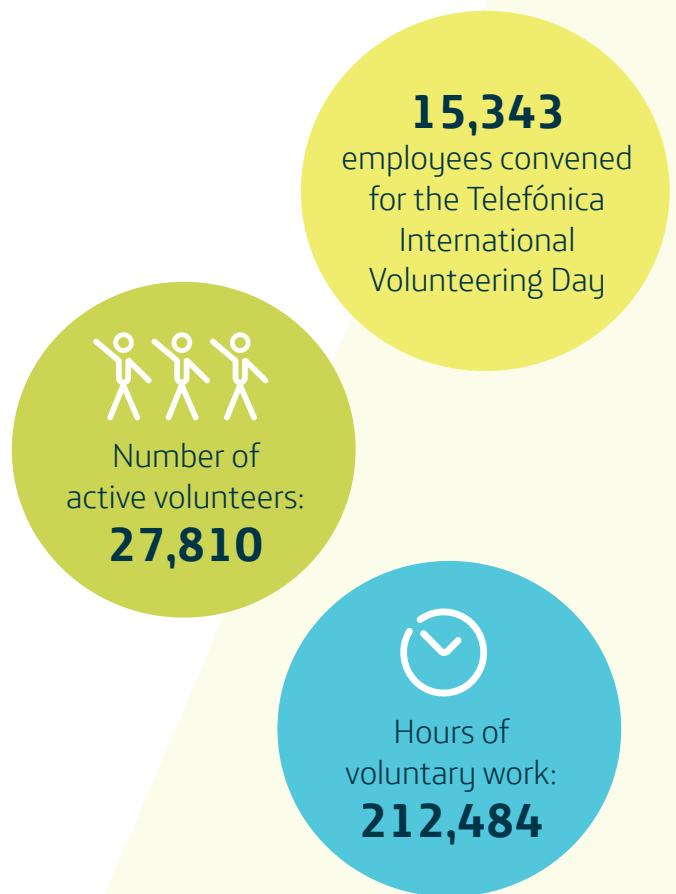 15,343
employees convened
for the Telefónica
International
Volunteering Day
Number of
active volunteers:
27,810
Hours of
voluntary work:
212,484